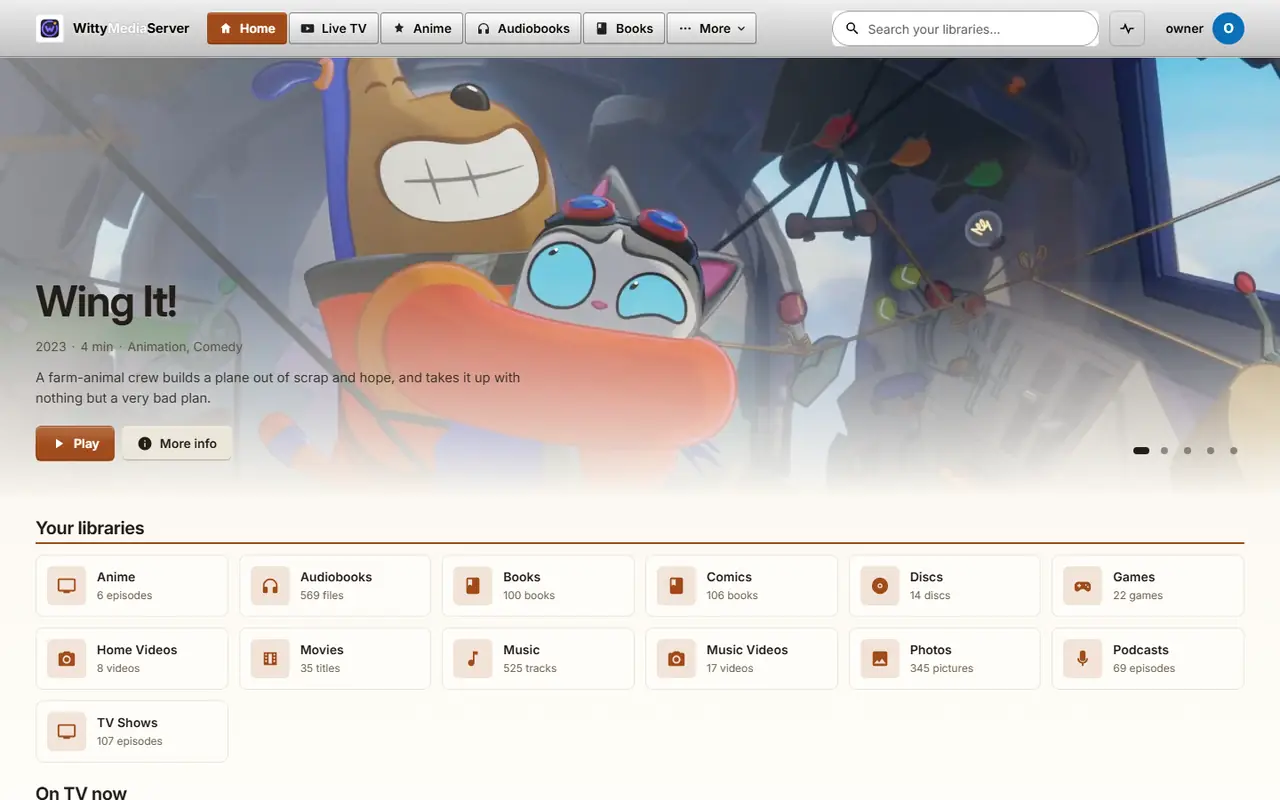 WittyMediaServer
Home
Live TV
Anime
Audiobooks
Books
More
Search your libraries...
owner
O
Wing It!
2023 · 4 min · Animation, Comedy
A farm-animal crew builds a plane out of scrap and hope, and takes it up with
nothing but a very bad plan.
Play
More info
Your libraries
Anime
6 episodes
Audiobooks
569 files
Books
100 books
Comics
106 books
Discs
14 discs
Games
22 games
Home Videos
8 videos
Movies
35 titles
Music
525 tracks
Music Videos
17 videos
Photos
345 pictures
Podcasts
69 episodes
TV Shows
107 episodes
On TV now